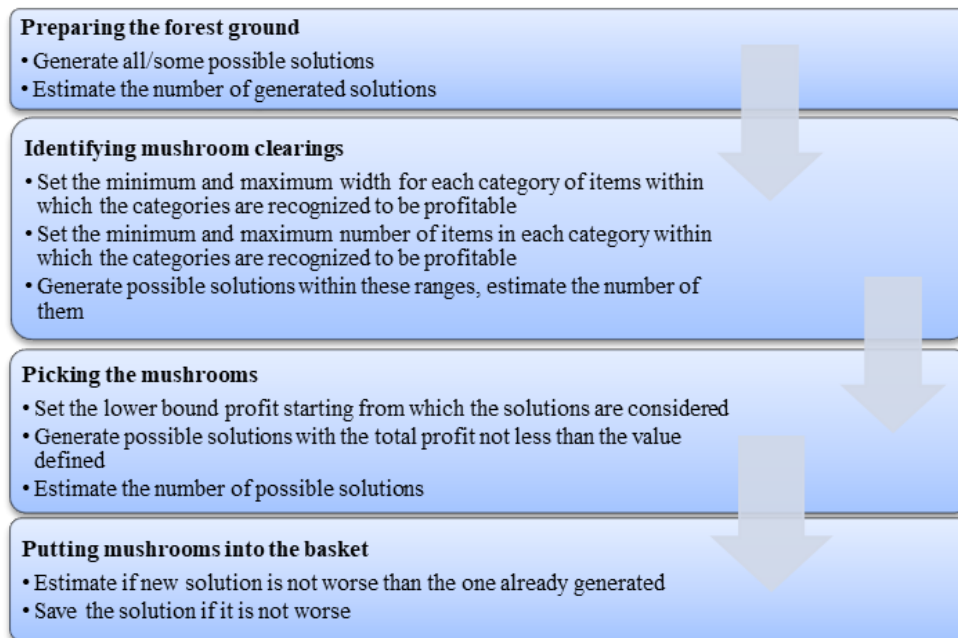 Preparing the forest ground
• Generate all/some possible solutions
• Estimate the number of generated solutions
Identifying mushroom clearings
• Set the minimum and maximum width for each category of items within
which the categories are recognized to be profitable
• Set the minimum and maximum number of items in each category within
which the categories are recognized to be profitable
• Generate possible solutions within these ranges, estimate the number of
them
Picking the mushrooms
• Set the lower bound profit starting from which the solutions are considered
• Generate possible solutions with the total profit not less than the value
defined
• Estimate the number of possible solutions
Putting mushrooms into the basket
• Estimate if new solution is not worse than the one already generated
• Save the solution if it is not worse